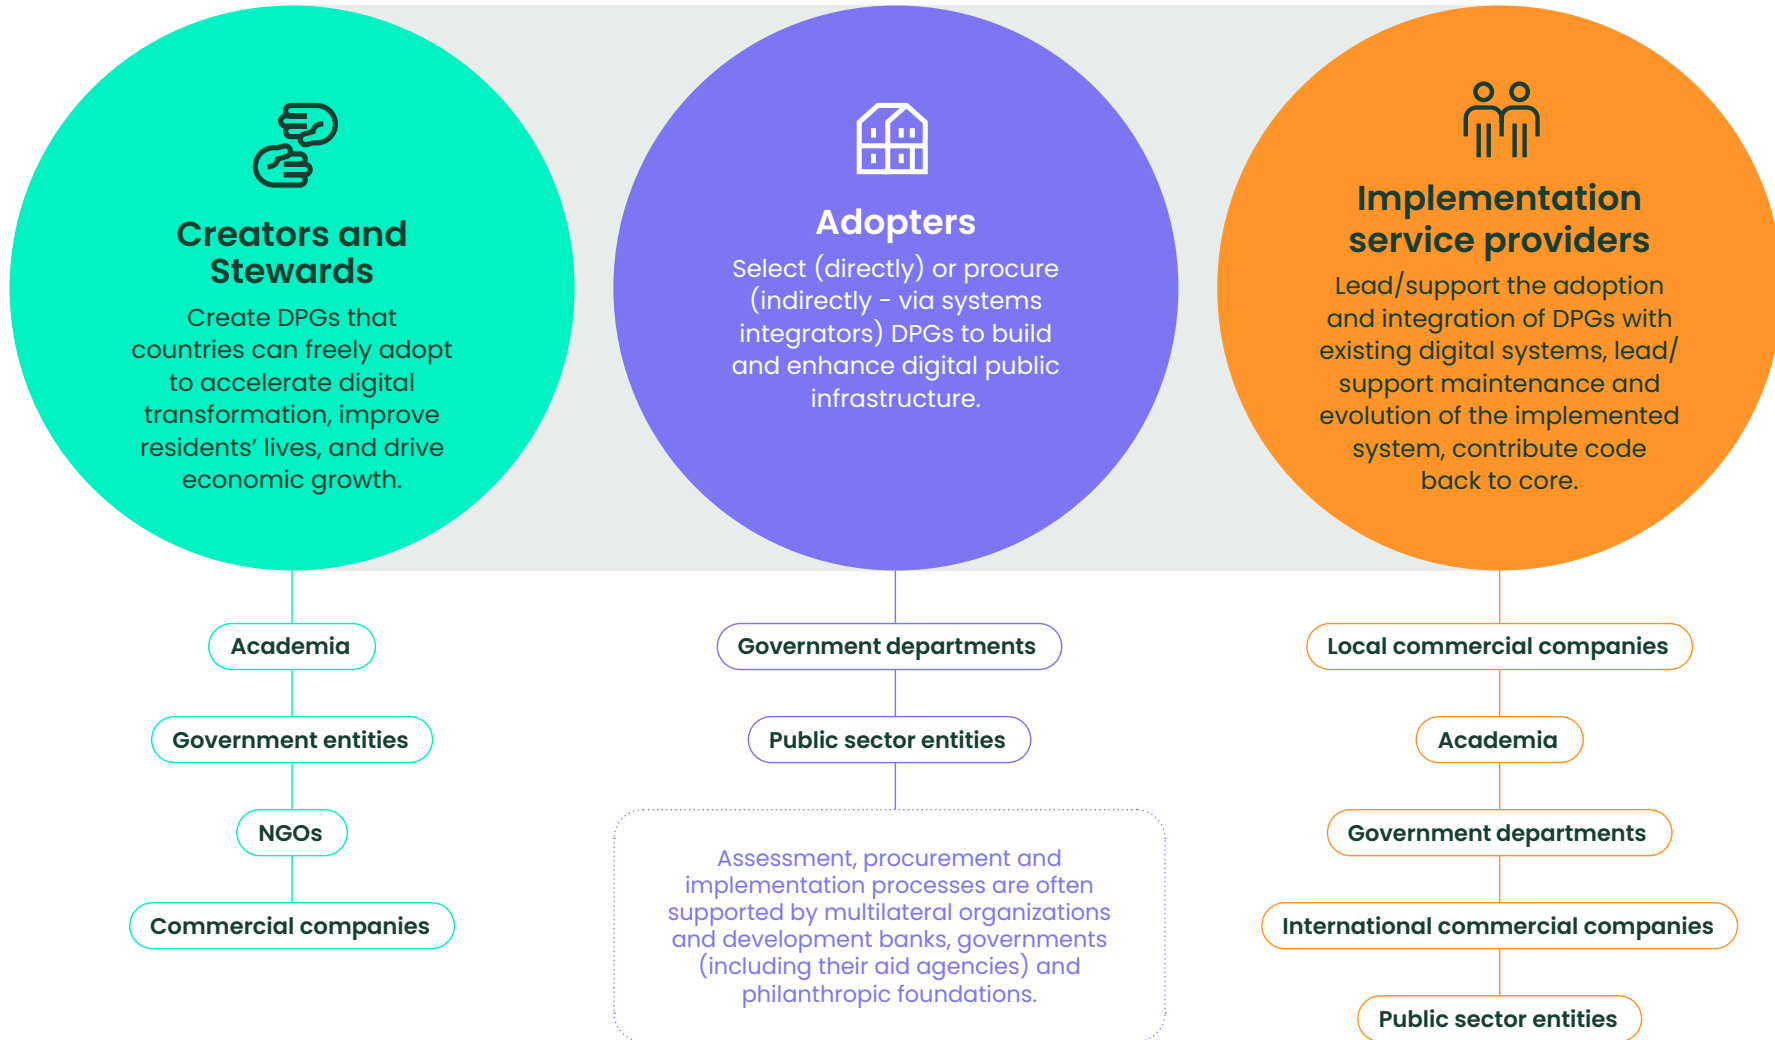 Creators and
Stewards
Create DPGs that
countries can freely adopt
to accelerate digital
transformation, improve
residents’ lives, and drive
economic growth.
Academia
Government entities
NGOs
Commercial companies
Adopters
Select (directly) or procure
(indirectly - via systems
integrators) DPGs to build
and enhance digital public
infrastructure.
Government departments
Public sector entities
Assessment, procurement and
implementation processes are often
supported by multilateral organizations
and development banks, governments
(including their aid agencies) and
philanthropic foundations.
Implementation
service providers
Lead/support the adoption
and integration of DPGs with
existing digital systems, lead/
support maintenance and
evolution of the implemented
system, contribute code
back to core.
Local commercial companies
Academia
Government departments
International commercial companies
Public sector entities